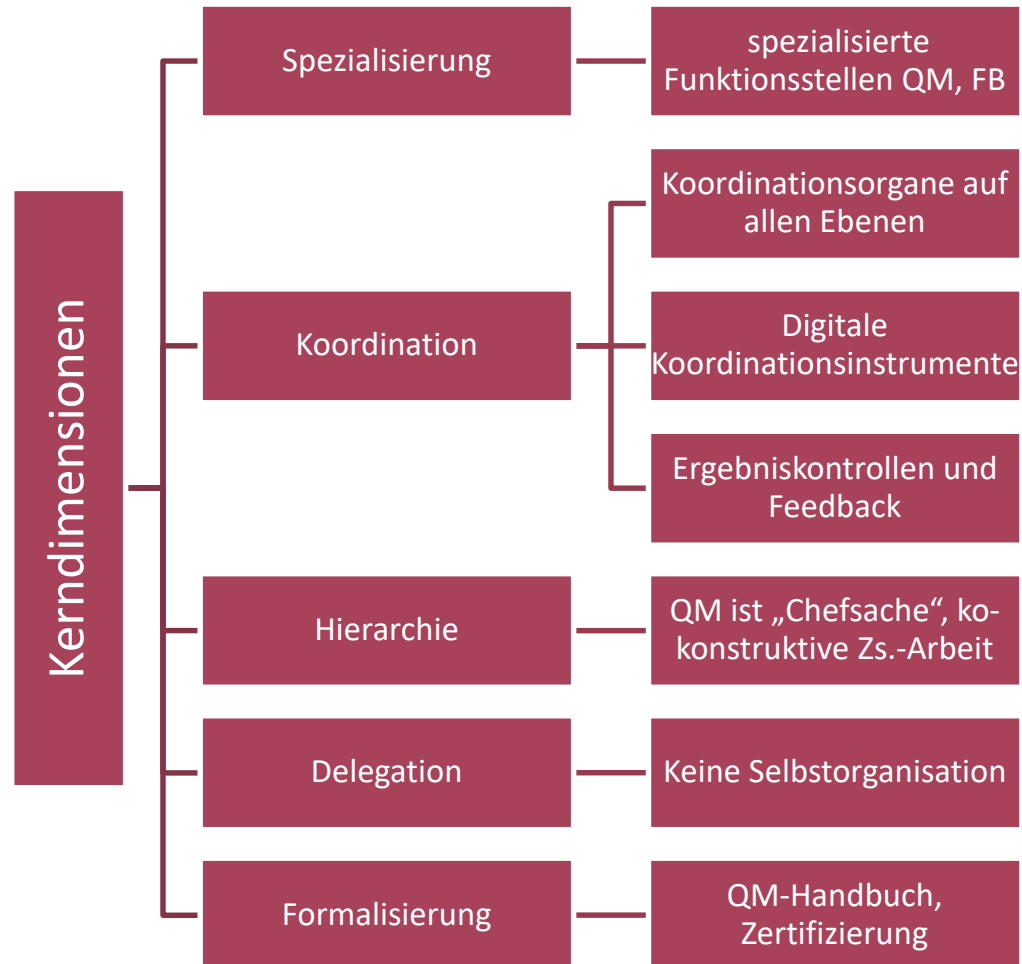 Kerndimensionen
Spezialisierung
spezialisierte
Funktionsstellen QM, FB
Koordination
Koordinationsorgane auf
allen Ebenen
Digitale
Koordinationsinstrumente
Ergebniskontrollen und
Feedback
Hierarchie
QM ist „Chefsache“, ko-
konstruktive Zs.-Arbeit
Delegation
Keine Selbstorganisation
Formalisierung
QM-Handbuch,
Zertifizierung